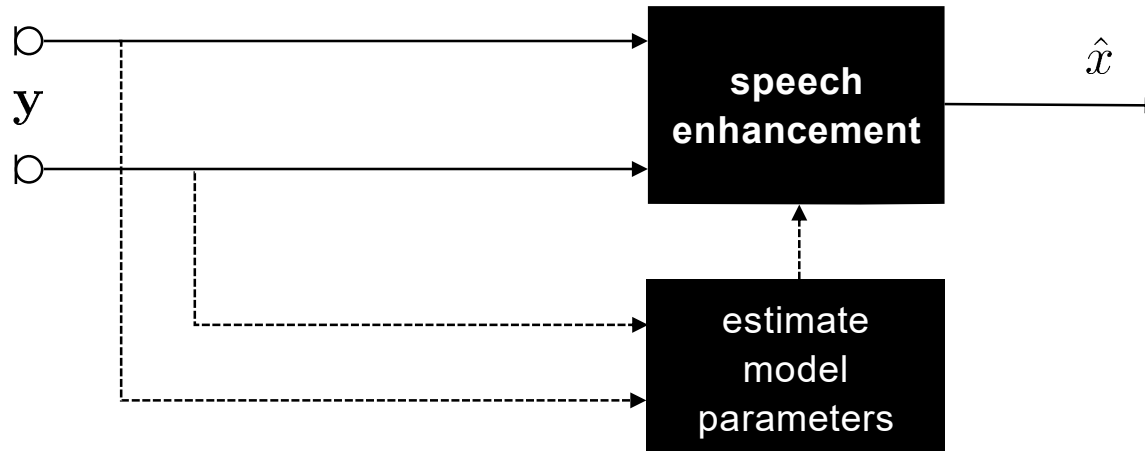 x̂
speech
enhancement
y
estimate
model
parameters